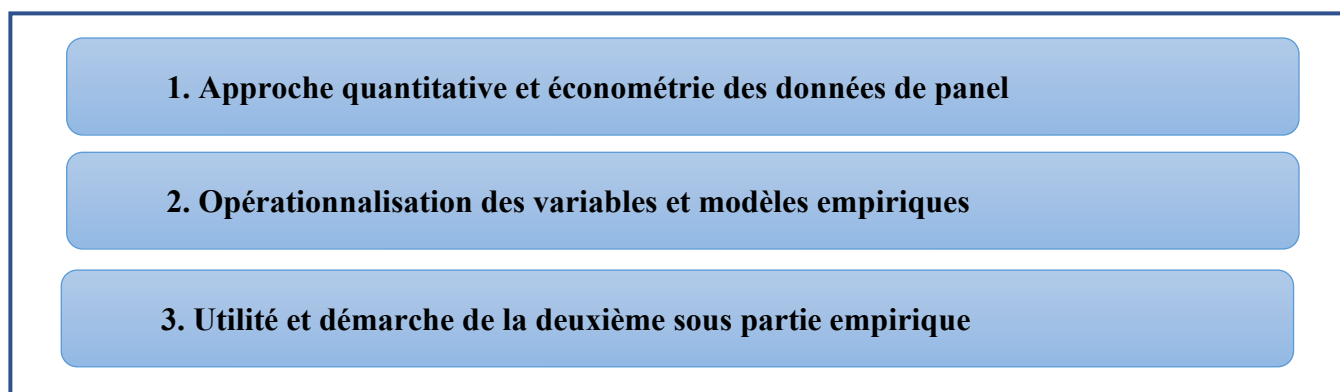 1. Approche quantitative et économétrie des données de panel
2. Opérationnalisation des variables et modèles empiriques
3. Utilité et démarche de la deuxième sous partie empirique